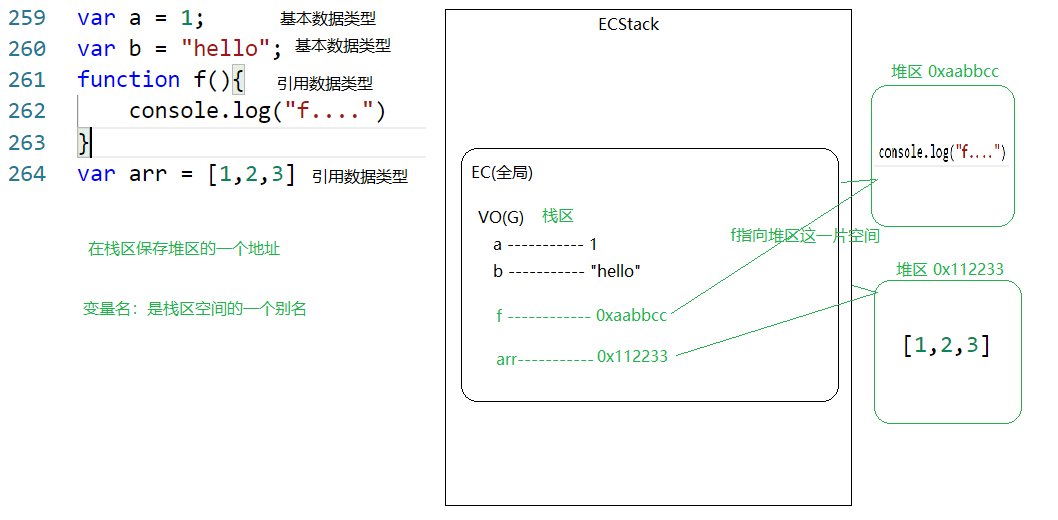 259 var a = 1; 基本数据类型
260 var b = "hello"; 基本数据类型
261 function f(){ 引用数据类型
262 console.log("f....")
263 }
264 var arr = [1,2,3] 引用数据类型
在栈区保存堆区的一个地址
变量名：是栈区空间的一个别名
ECStack
EC(全局)
VO(G) 栈区
a ----------- 1
b ----------- "hello"
f ------------ 0xaabbcc
arr----------- 0x112233
堆区 0xaabbcc
console.log("f....")
f指向堆区这一片空间
堆区 0x112233
[1,2,3]